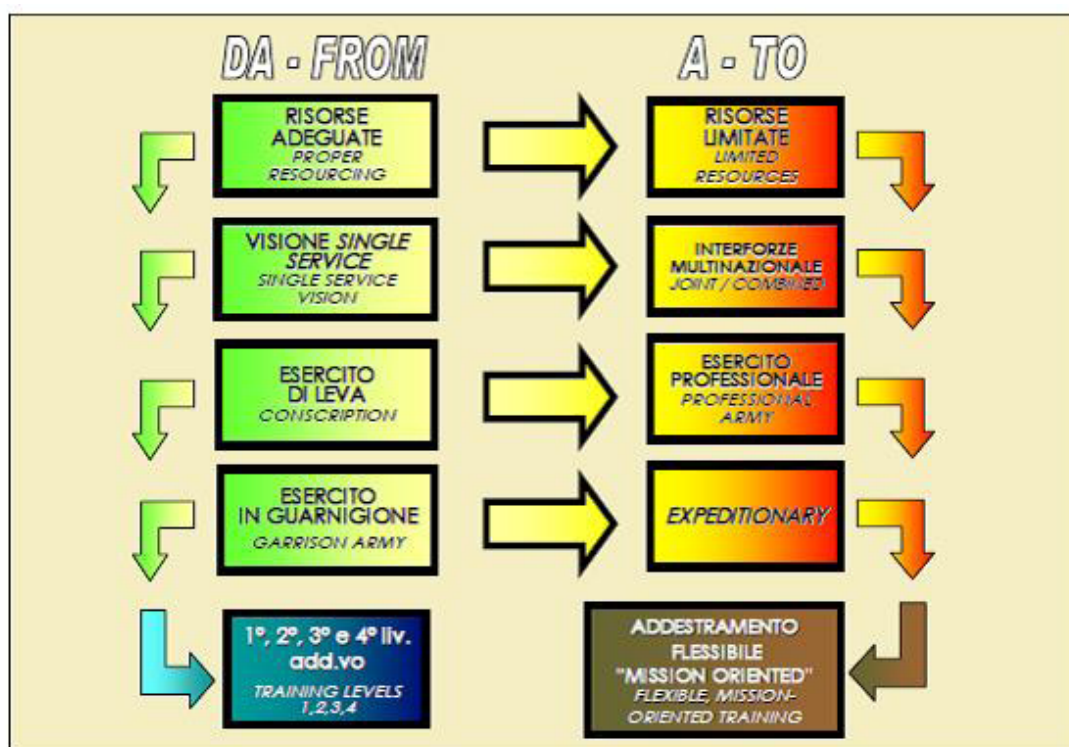 DA - FROM
A - TO
RISORSE
ADEGUATE
PROPER
RESOURCING
RISORSE
LIMITATE
LIMITED
RESOURCES
VISIONE SINGLE
SERVICE
SINGLE SERVICE
VISION
INTERFORZE
MULTINAZIONALE
JOINT / COMBINED
ESERCITO
DI LEVA
CONSCRIPTION
ESERCITO
PROFESSIONALE
PROFESSIONAL
ARMY
ESERCITO
IN GUARNIGIONE
GARRISON ARMY
EXPEDITIONARY
1°, 2°, 3° e 4° liv.
add.vo
TRAINING LEVELS
1,2,3,4
ADDESTRAMENTO
FLESSIBILE
“MISSION ORIENTED”
FLEXIBLE, MISSION-
ORIENTED TRAINING